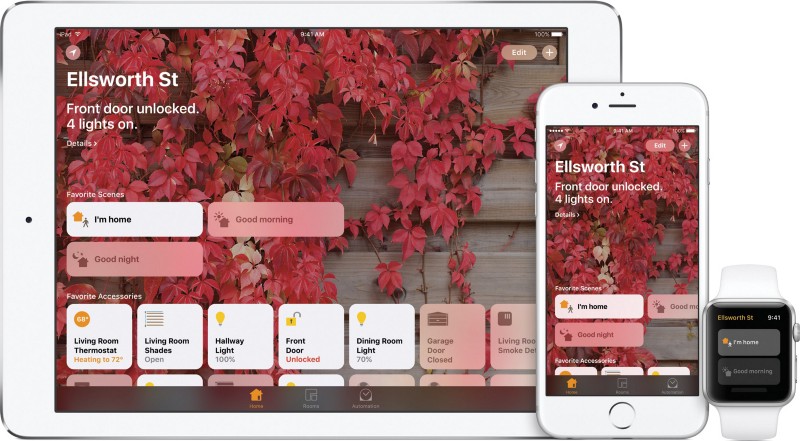 iPad 9:41 AM 100%
Edit
Ellsworth St
Front door unlocked.
4 lights on.
Details >
Favorite Scenes
I'm home
Good morning
Good night
Favorite Accessories
68°
Living Room
Thermostat
Heating to 72°
Living Room
Shades
Open
Hallway
Light
100%
Front
Door
Unlocked
Dining Room
Light
70%
Garage
Door
Closed
Living Room
Smoke Det
Home Rooms Automation
9:41 AM 100%
Edit
Ellsworth St
Front door unlocked.
4 lights on.
Details >
Favorite Scenes
I'm home
Good mo
Good night
Favorite Accessories
Home Rooms Automation
Ellsworth St 9:41
I'm home
Good morning